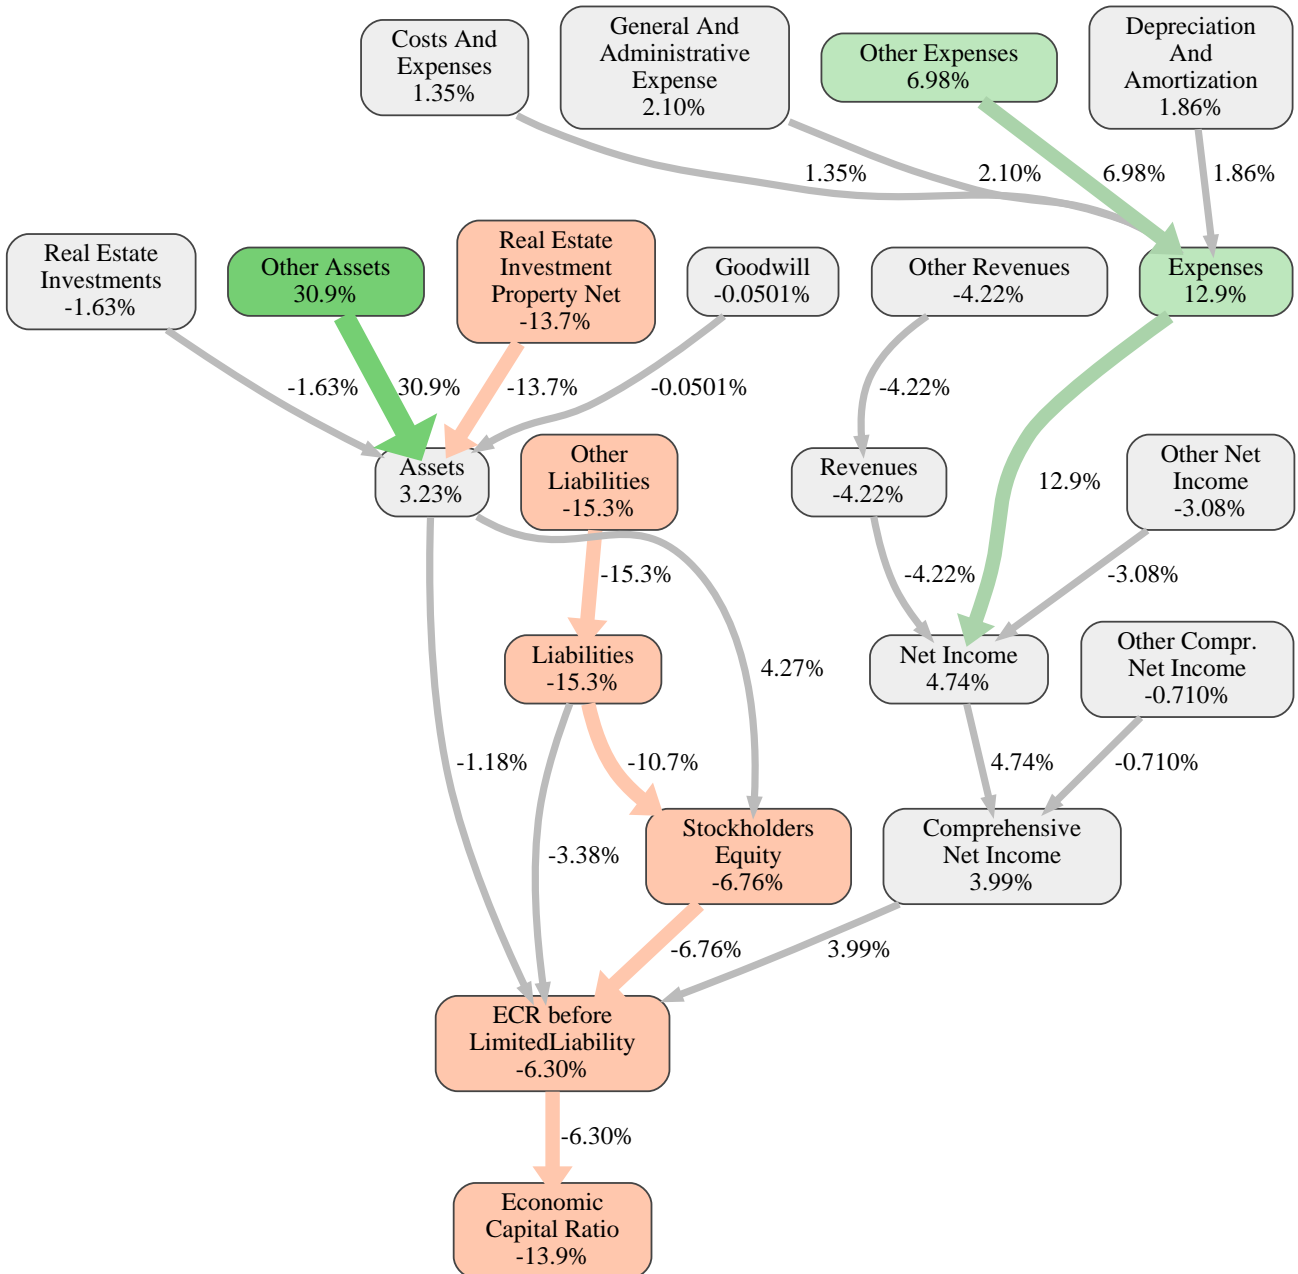 Costs And
Expenses
1.35%
General And
Administrative
Expense
2.10%
Other Expenses
6.98%
Depreciation
And
Amortization
1.86%
1.35%
2.10%
6.98%
1.86%
Real Estate
Investments
-1.63%
Other Assets
30.9%
Real Estate
Investment
Property Net
-13.7%
Goodwill
-0.0501%
Other Revenues
-4.22%
Expenses
12.9%
-1.63%
30.9%
-13.7%
-0.0501%
-4.22%
Assets
3.23%
Other
Liabilities
-15.3%
Revenues
-4.22%
12.9%
Other Net
Income
-3.08%
-15.3%
-4.22%
-3.08%
Liabilities
-15.3%
4.27%
Net Income
4.74%
Other Compr.
Net Income
-0.710%
-1.18%
-10.7%
4.74%
-0.710%
-3.38%
Stockholders
Equity
-6.76%
Comprehensive
Net Income
3.99%
-6.76%
3.99%
ECR before
LimitedLiability
-6.30%
-6.30%
Economic
Capital Ratio
-13.9%